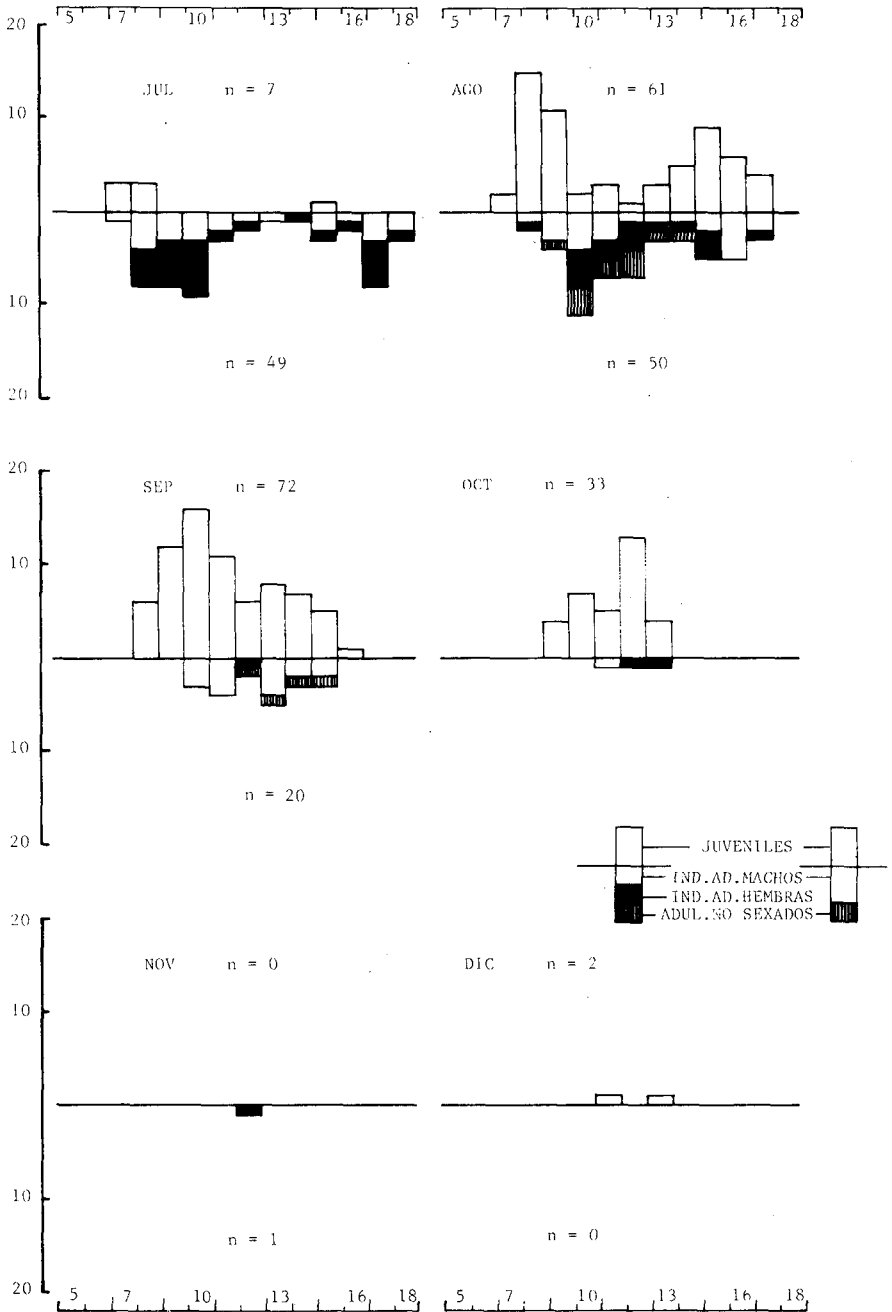 5 7 10 13 16 18
5 7 10 13 16 18
20
10
10
20
JUL n = 7
n = 49
AGO n = 61
n = 50
20
10
10
20
SEP n = 72
n = 20
OCT n = 33
JUVENILES
IND.AD.MACHOS
IND.AD.HEMBRAS
ADUL.NO SEXADOS
20
10
10
20
NOV n = 0
n = 1
DIC n = 2
n = 0
5 7 10 13 16 18
5 7 10 13 16 18